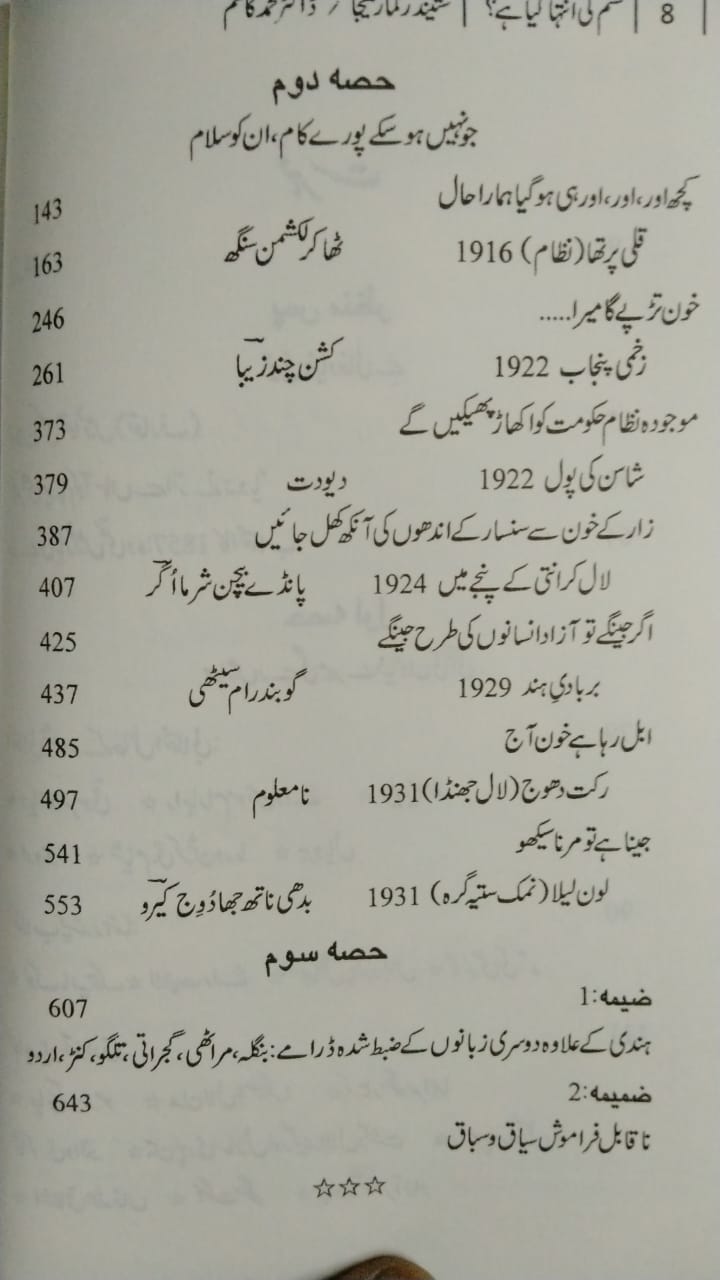 8 | ستم کی انتہا کیا ہے؟ | ستیندر کمار تنیجا / ڈاکٹر محمد کاظم
حصہ دوم
جو نہیں ہو سکے پورے کام، ان کو سلام
کچھ اور، اور، اور ہی ہو گیا ہمارا حال 143
قلی پرتھا (نظام) 1916 ٹھاکر لکشمن سنگھ 163
خون تڑپے گا میرا..... 246
زخمی پنجاب 1922 کشن چند زیبا 261
موجودہ نظام حکومت کو اکھاڑ پھیکیں گے 373
شاسن کی پول 1922 دیودت 379
زار کے خون سے سنسار کے اندھوں کی آنکھ کھل جائیں 387
لال کرانتی کے پنجے میں 1924 پانڈے بیچن شرما اُگر 407
اگر جینگے تو آزاد انسانوں کی طرح جینگے 425
بربادیِ ہند 1929 گوبند رام سیٹھی 437
ابل رہا ہے خون آج 485
رکت دھوج (لال جھنڈا) 1931 نامعلوم 497
جینا ہے تو مرنا سیکھو 541
لون لیلا (نمک ستیہ گرہ) 1931 بدھی ناتھ جھا دُوِج کیرو 553
حصہ سوم
ضیمہ:1 607
ہندی کے علاوہ دوسری زبانوں کے ضبط شدہ ڈرامے: بنگلہ، مراٹھی، گجراتی، تلگو، کنڑ، اردو
ضمیمہ:2 643
ناقابل فراموش سیاق و سباق
☆☆☆